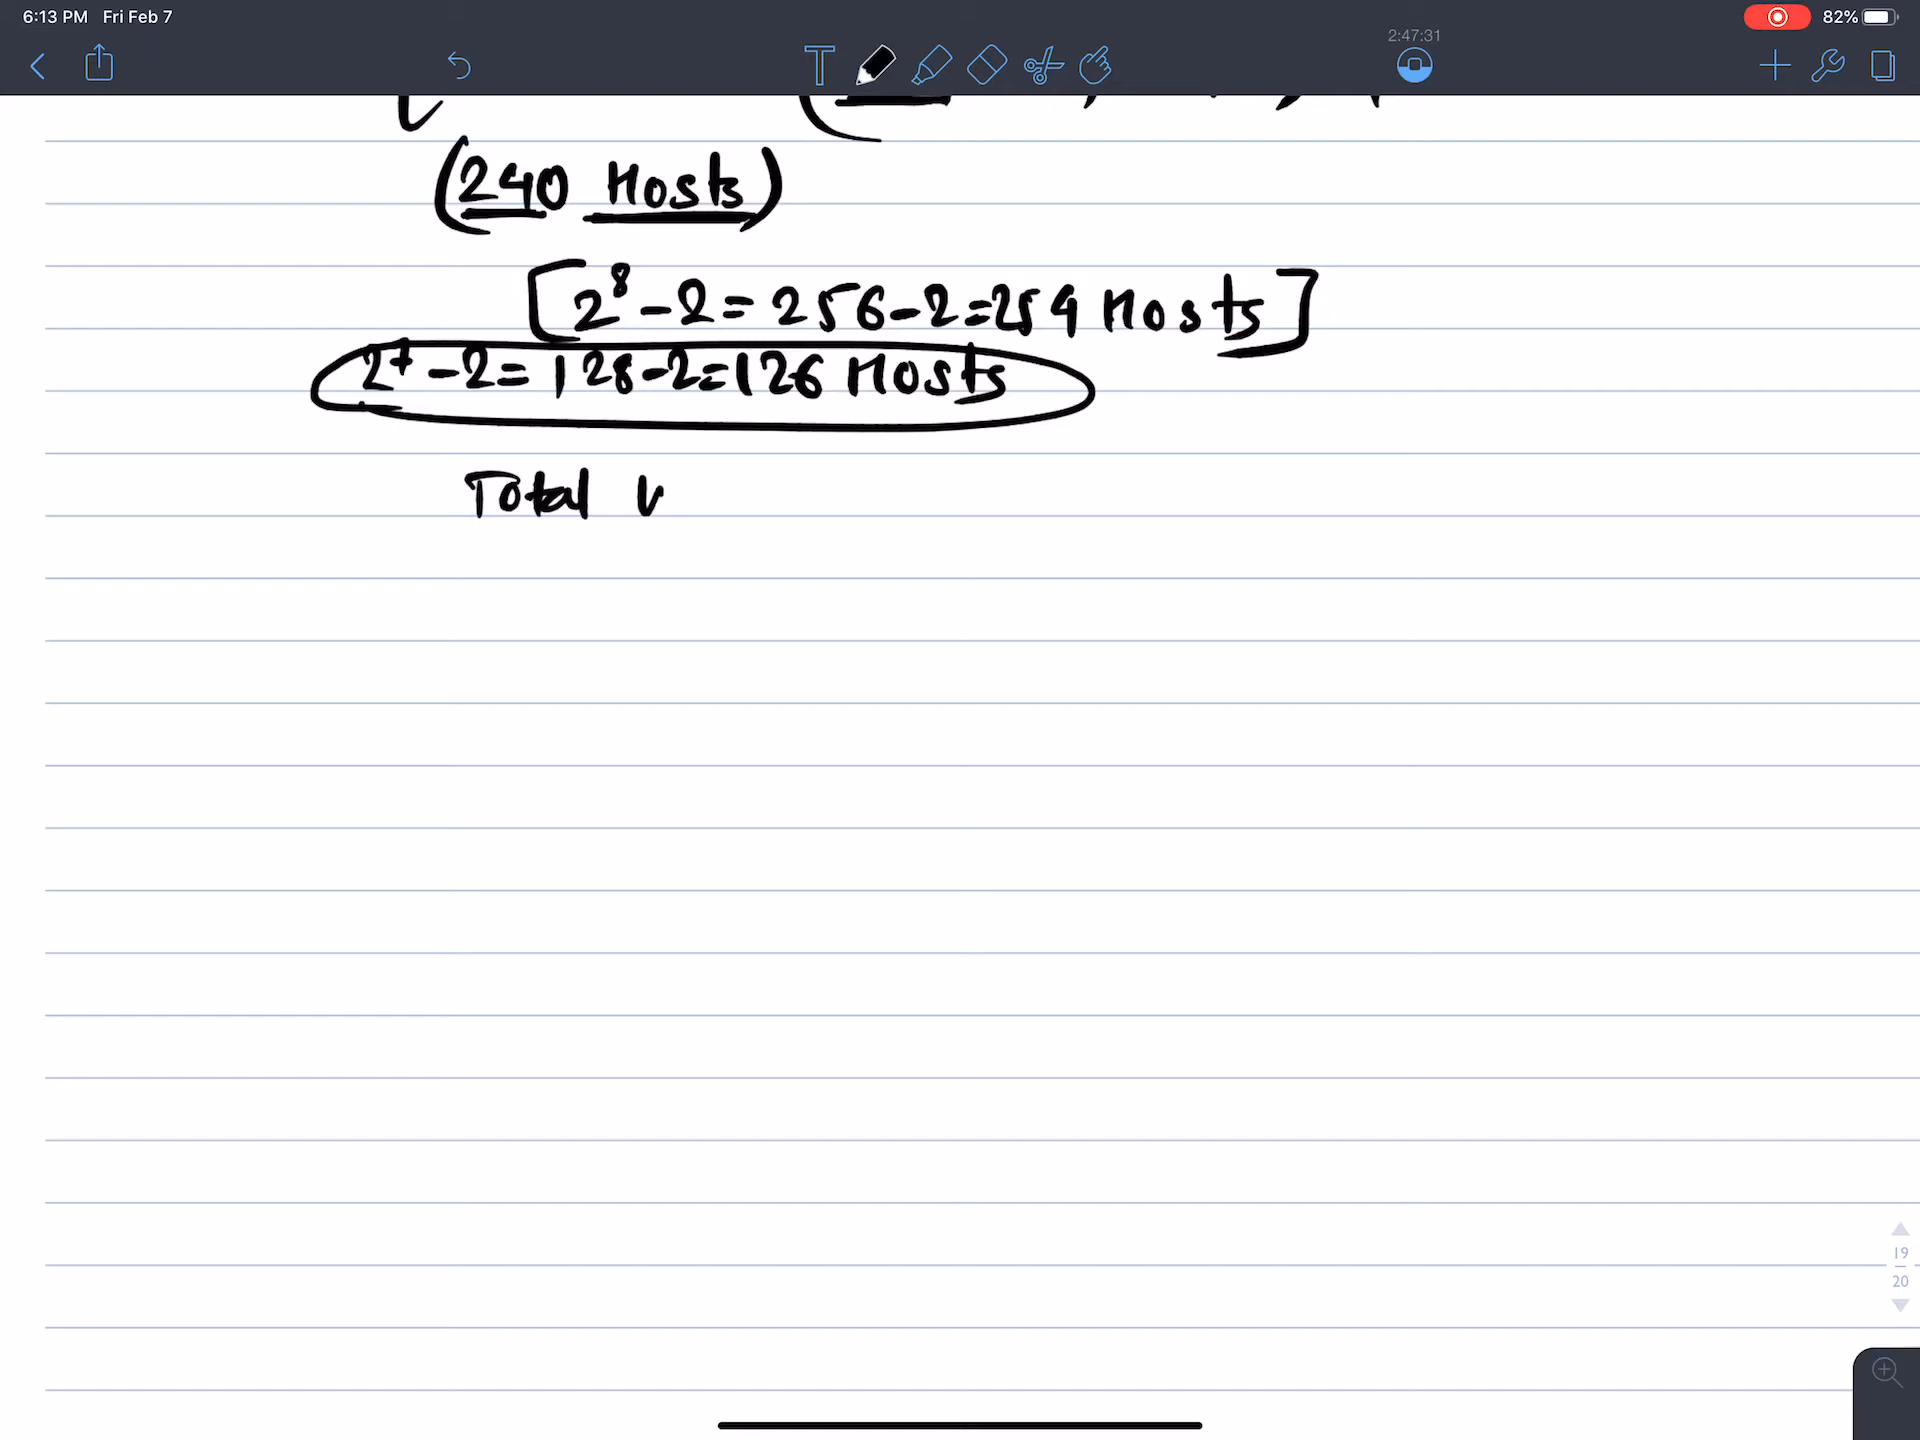 6:13 PM Fri Feb 7
82%
2:47:31
(240 Hosts)
[2⁸-2=256-2=254 Hosts]
2⁷-2=128-2=126 Hosts
Total
19
20